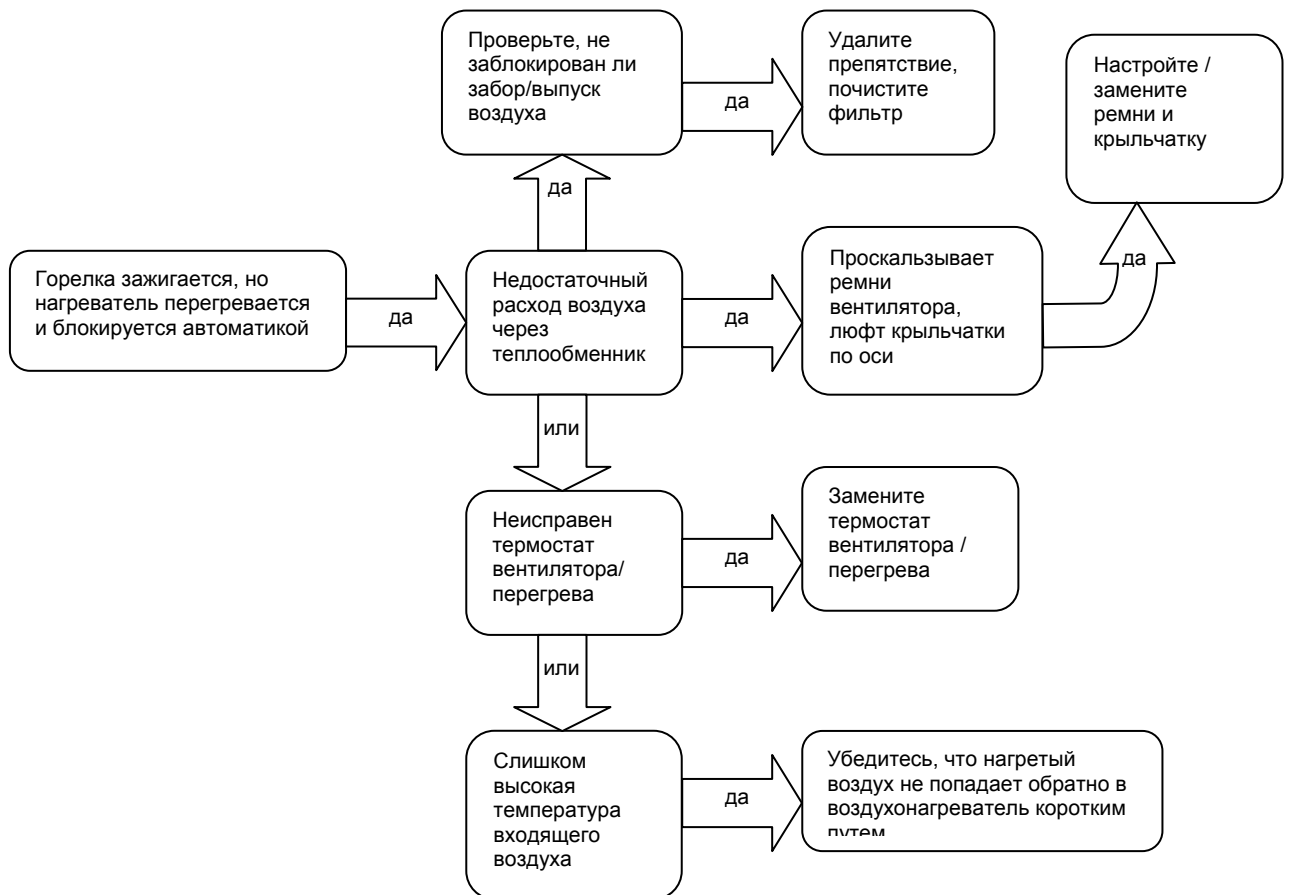 Проверьте, не
заблокирован ли
забор/выпуск
воздуха
да
Удалите
препятствие,
почистите
фильтр
Настройте /
замените
ремни и
крыльчатку
да
да
Горелка зажигается, но
нагреватель перегревается
и блокируется автоматикой
да
Недостаточный
расход воздуха
через
теплообменник
да
Проскальзывает
ремни
вентилятора,
люфт крыльчатки
по оси
или
Неисправен
термостат
вентилятора/
перегрева
да
Замените
термостат
вентилятора /
перегрева
или
Слишком
высокая
температура
входящего
воздуха
да
Убедитесь, что нагретый
воздух не попадает обратно в
воздухонагреватель коротким
путем